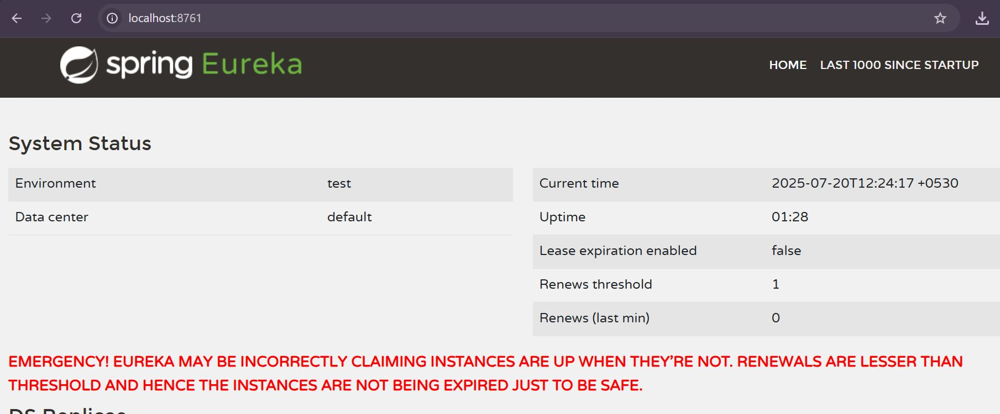 localhost:8761
spring Eureka
HOME LAST 1000 SINCE STARTUP
System Status
Environment test
Data center default
Current time 2025-07-20T12:24:17 +0530
Uptime 01:28
Lease expiration enabled false
Renews threshold 1
Renews (last min) 0
EMERGENCY! EUREKA MAY BE INCORRECTLY CLAIMING INSTANCES ARE UP WHEN THEY’RE NOT. RENEWALS ARE LESSER THAN
THRESHOLD AND HENCE THE INSTANCES ARE NOT BEING EXPIRED JUST TO BE SAFE.
DS Replicas